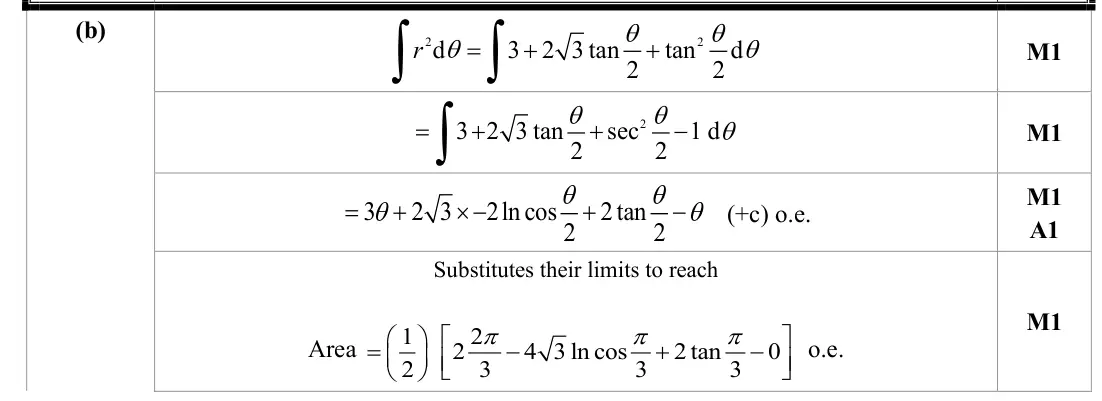 (b)
∫ r²dθ = ∫ 3 + 2√3 tan θ/2 + tan² θ/2 dθ
M1
= ∫ 3 +2√3 tan θ/2 + sec² θ/2 −1 dθ
M1
= 3θ + 2√3 × −2 ln cos θ/2 + 2 tan θ/2 − θ (+c) o.e.
M1
A1
Substitutes their limits to reach
Area = (1/2) [2 2π/3 − 4√3 ln cos π/3 + 2 tan π/3 − 0] o.e.
M1